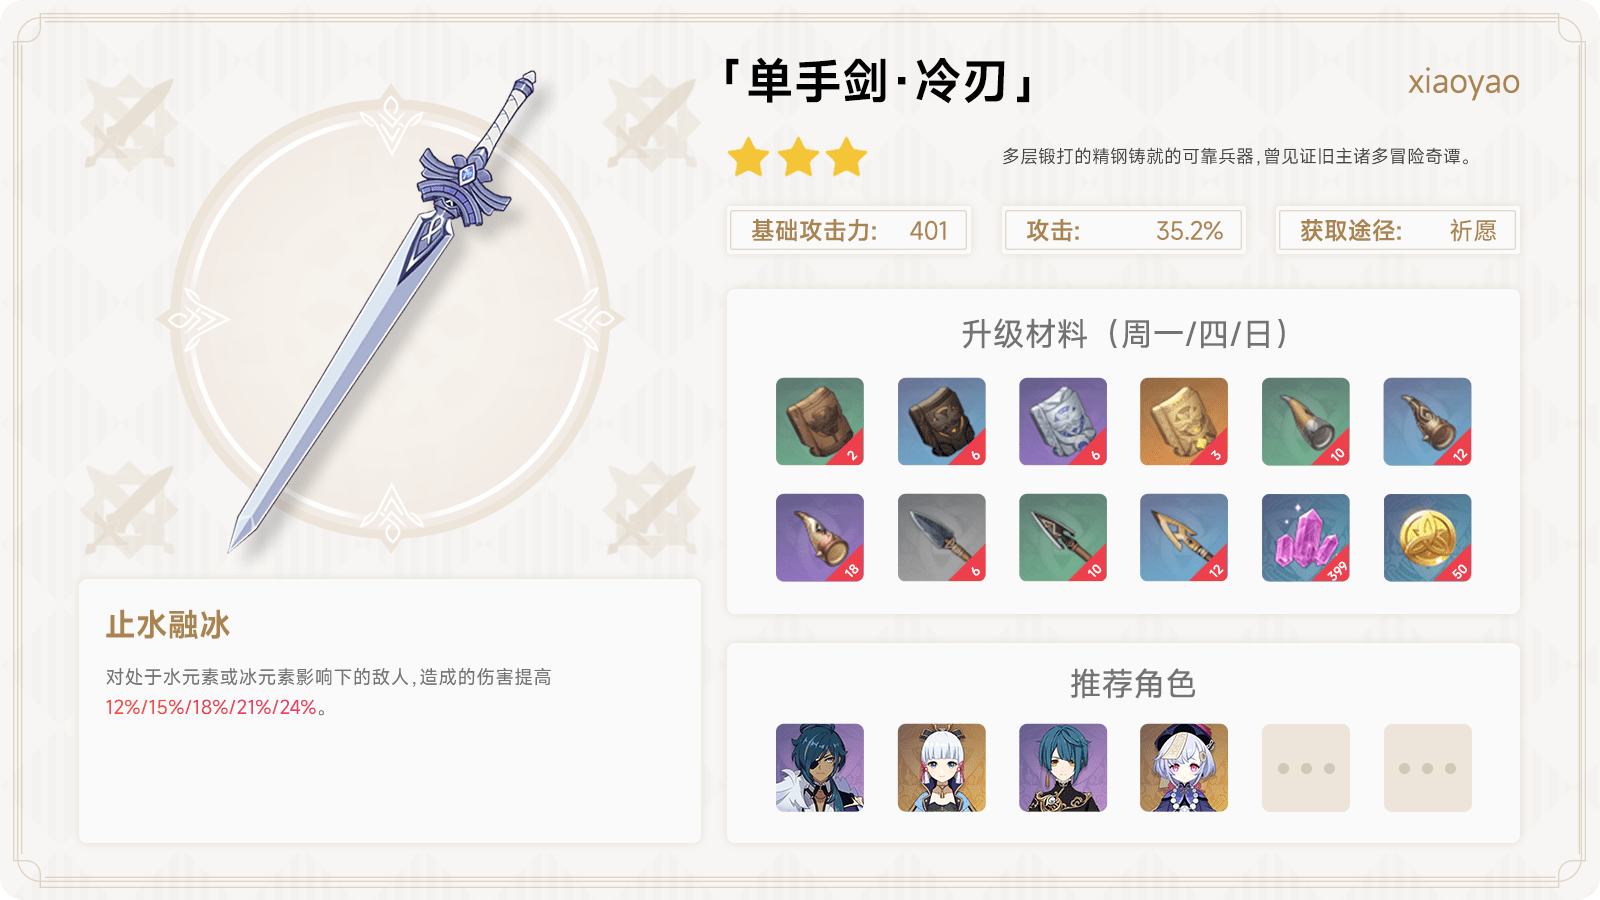 「单手剑·冷刃」
xiaoyao
多层锻打的精钢铸就的可靠兵器,曾见证旧主诸多冒险奇谭。
基础攻击力: 401
攻击: 35.2%
获取途径: 祈愿
升级材料（周一/四/日）
2 6 6 3 10 12
18 6 10 12 399 50
止水融冰
对处于水元素或冰元素影响下的敌人,造成的伤害提高
12%/15%/18%/21%/24%。
推荐角色